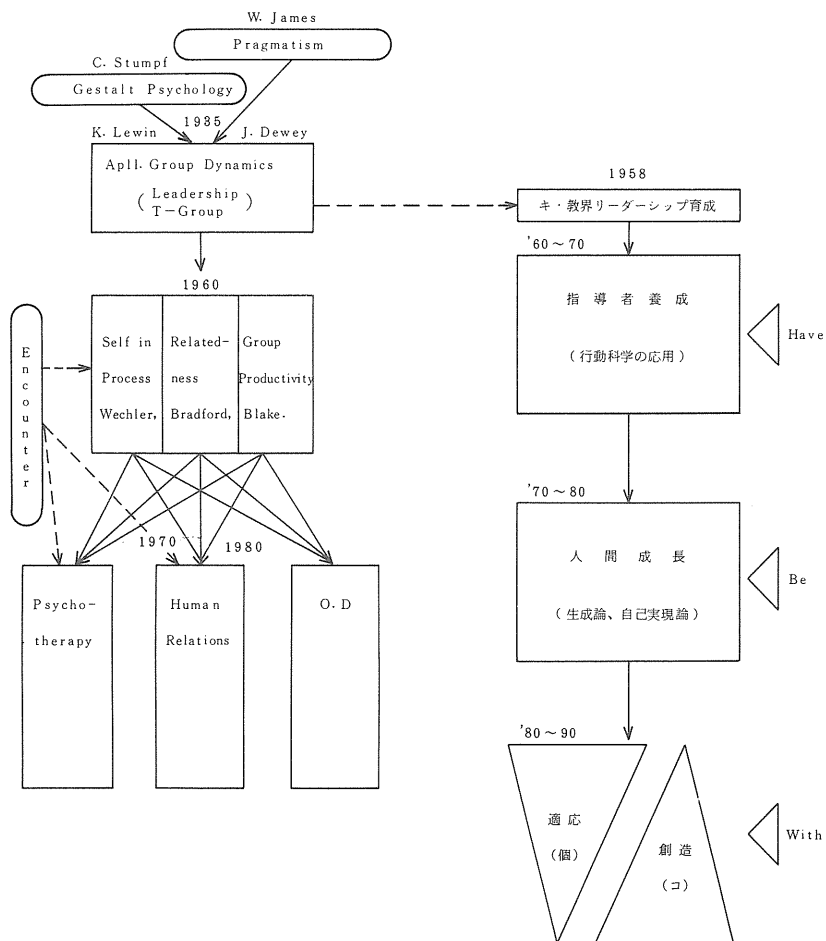 W. James
Pragmatism
C. Stumpf
Gestalt Psychology
1935
K. Lewin
J. Dewey
Apll. Group Dynamics
( Leadership
T-Group )
1958
キ・教界リーダーシップ育成
'60～70
指導者養成
(行動科学の応用)
Have
1960
Encounter
Self in
Process
Wechler,
Related-
ness
Bradford,
Group
Productivity
Blake.
'70～80
人間成長
(生成論、自己実現論)
Be
1970
1980
Psycho-
therapy
Human
Relations
O.D
'80～90
適応
(個)
創造
(コ)
With